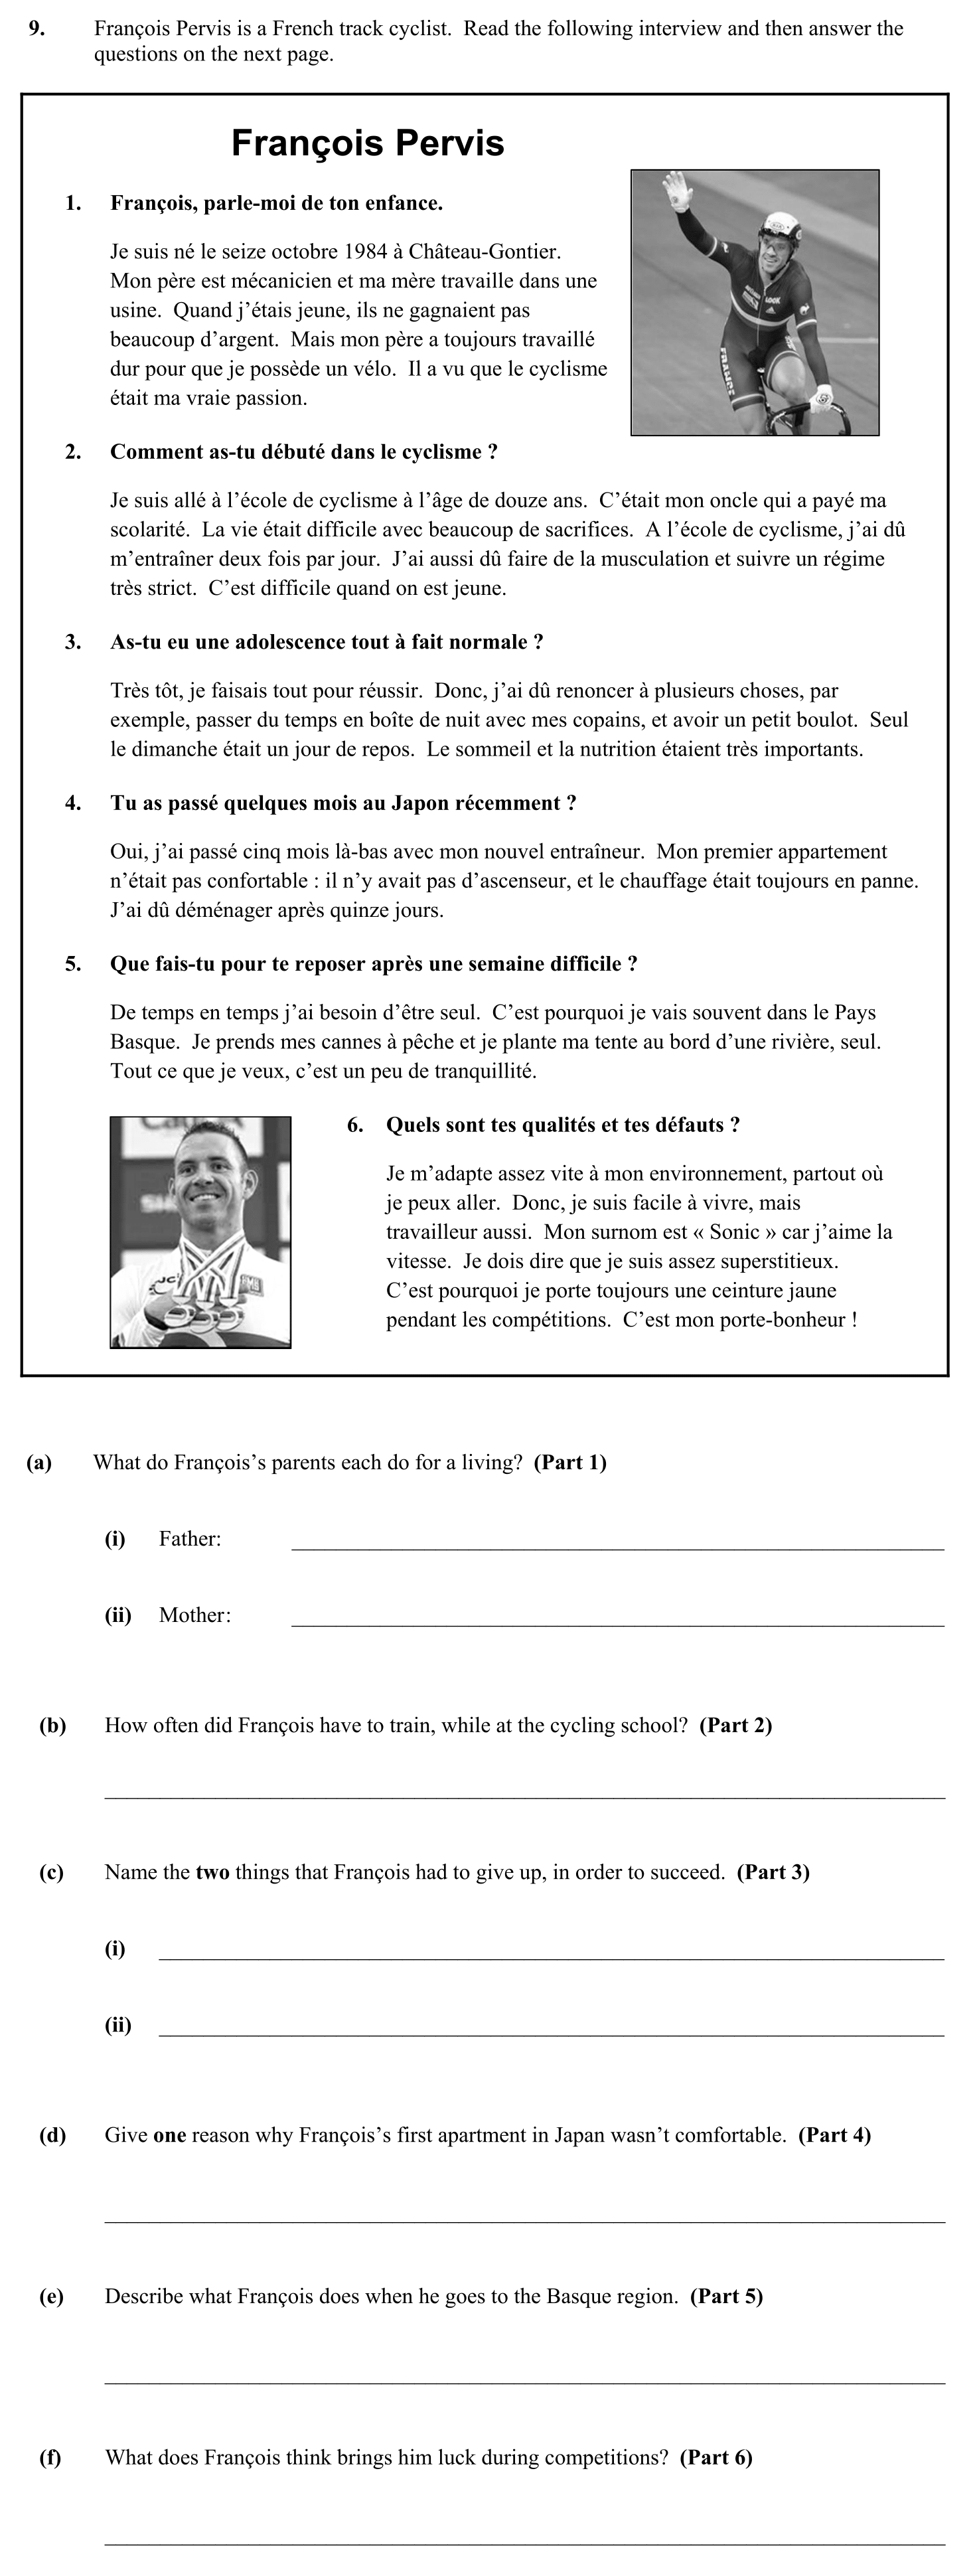 9. François Pervis is a French track cyclist. Read the following interview and then answer the
questions on the next page.
François Pervis
1. François, parle-moi de ton enfance.
Je suis né le seize octobre 1984 à Château-Gontier.
Mon père est mécanicien et ma mère travaille dans une
usine. Quand j’étais jeune, ils ne gagnaient pas
beaucoup d’argent. Mais mon père a toujours travaillé
dur pour que je possède un vélo. Il a vu que le cyclisme
était ma vraie passion.
FRANCE
LOOK
2. Comment as-tu débuté dans le cyclisme ?
Je suis allé à l’école de cyclisme à l’âge de douze ans. C’était mon oncle qui a payé ma
scolarité. La vie était difficile avec beaucoup de sacrifices. A l’école de cyclisme, j’ai dû
m’entraîner deux fois par jour. J’ai aussi dû faire de la musculation et suivre un régime
très strict. C’est difficile quand on est jeune.
3. As-tu eu une adolescence tout à fait normale ?
Très tôt, je faisais tout pour réussir. Donc, j’ai dû renoncer à plusieurs choses, par
exemple, passer du temps en boîte de nuit avec mes copains, et avoir un petit boulot. Seul
le dimanche était un jour de repos. Le sommeil et la nutrition étaient très importants.
4. Tu as passé quelques mois au Japon récemment ?
Oui, j’ai passé cinq mois là-bas avec mon nouvel entraîneur. Mon premier appartement
n’était pas confortable : il n’y avait pas d’ascenseur, et le chauffage était toujours en panne.
J’ai dû déménager après quinze jours.
5. Que fais-tu pour te reposer après une semaine difficile ?
De temps en temps j’ai besoin d’être seul. C’est pourquoi je vais souvent dans le Pays
Basque. Je prends mes cannes à pêche et je plante ma tente au bord d’une rivière, seul.
Tout ce que je veux, c’est un peu de tranquillité.
6. Quels sont tes qualités et tes défauts ?
Je m’adapte assez vite à mon environnement, partout où
je peux aller. Donc, je suis facile à vivre, mais
travailleur aussi. Mon surnom est « Sonic » car j’aime la
vitesse. Je dois dire que je suis assez superstitieux.
C’est pourquoi je porte toujours une ceinture jaune
pendant les compétitions. C’est mon porte-bonheur !
(a) What do François’s parents each do for a living? (Part 1)
(i) Father:
(ii) Mother:
(b) How often did François have to train, while at the cycling school? (Part 2)
(c) Name the two things that François had to give up, in order to succeed. (Part 3)
(i)
(ii)
(d) Give one reason why François’s first apartment in Japan wasn’t comfortable. (Part 4)
(e) Describe what François does when he goes to the Basque region. (Part 5)
(f) What does François think brings him luck during competitions? (Part 6)